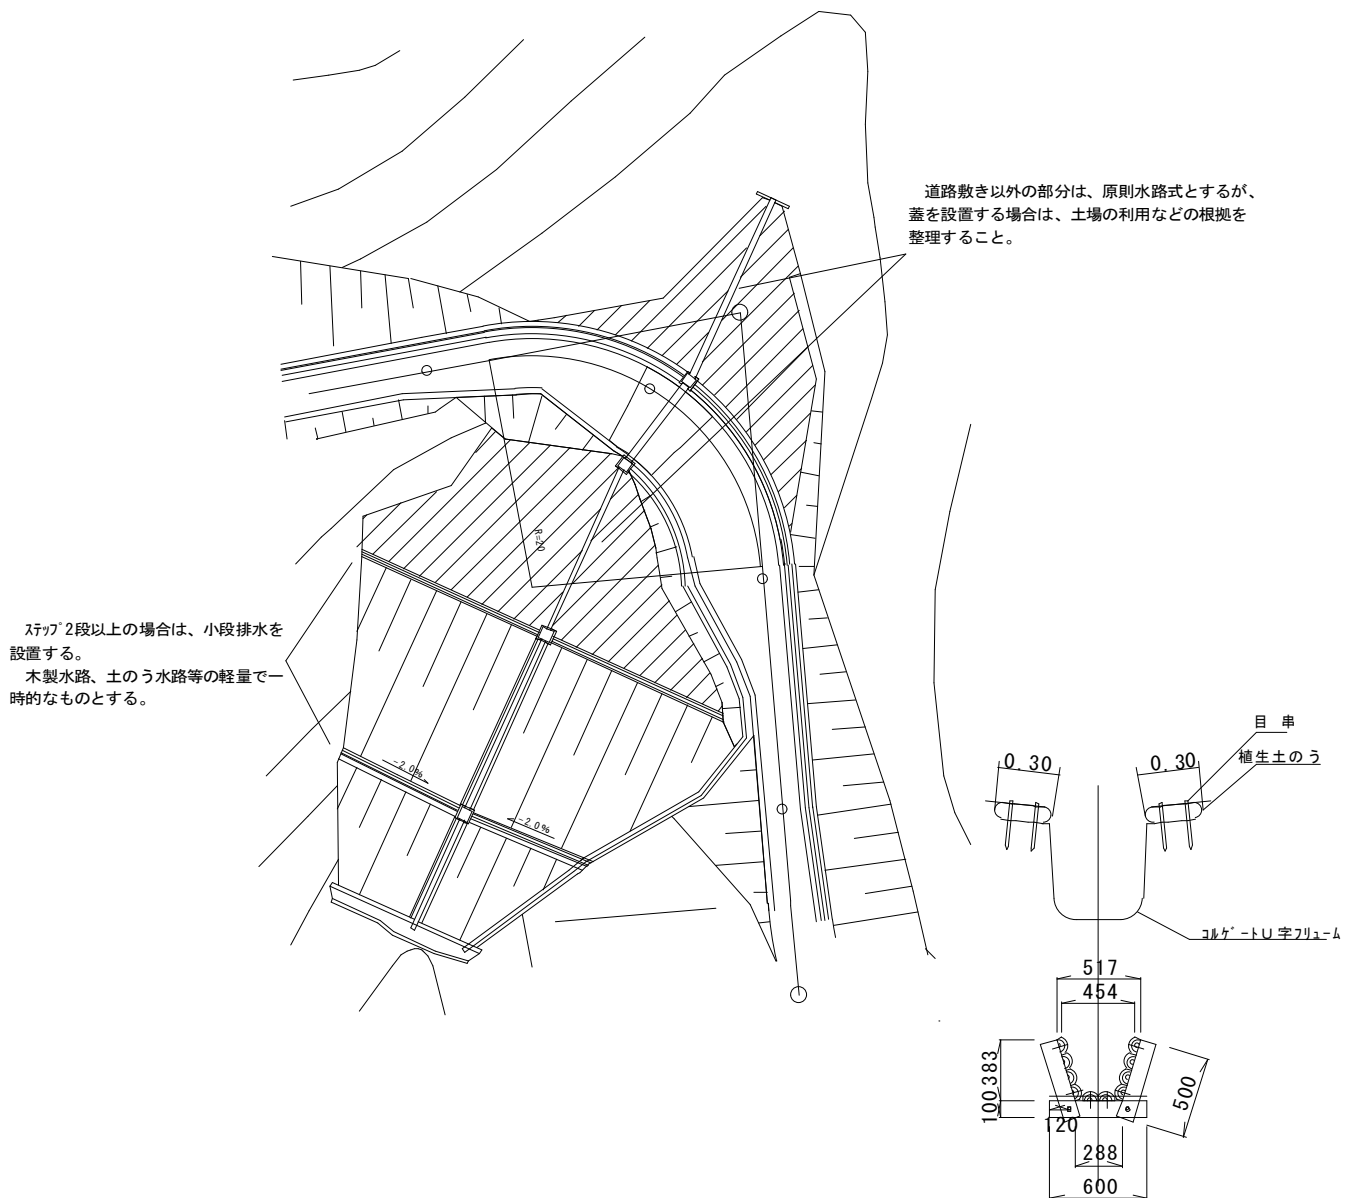 道路敷き以外の部分は、原則水路式とするが、
蓋を設置する場合は、土場の利用などの根拠を
整理すること。
R=20
ｽﾃｯﾌﾟ2段以上の場合は、小段排水を
設置する。
木製水路、土のう水路等の軽量で一
時的なものとする。
-2.0%
-2.0%
目 串
植生土のう
0.30
0.30
ｺﾙｹﾞｰﾄU字ﾌﾘｭｰﾑ
517
454
383
100
500
120
288
600